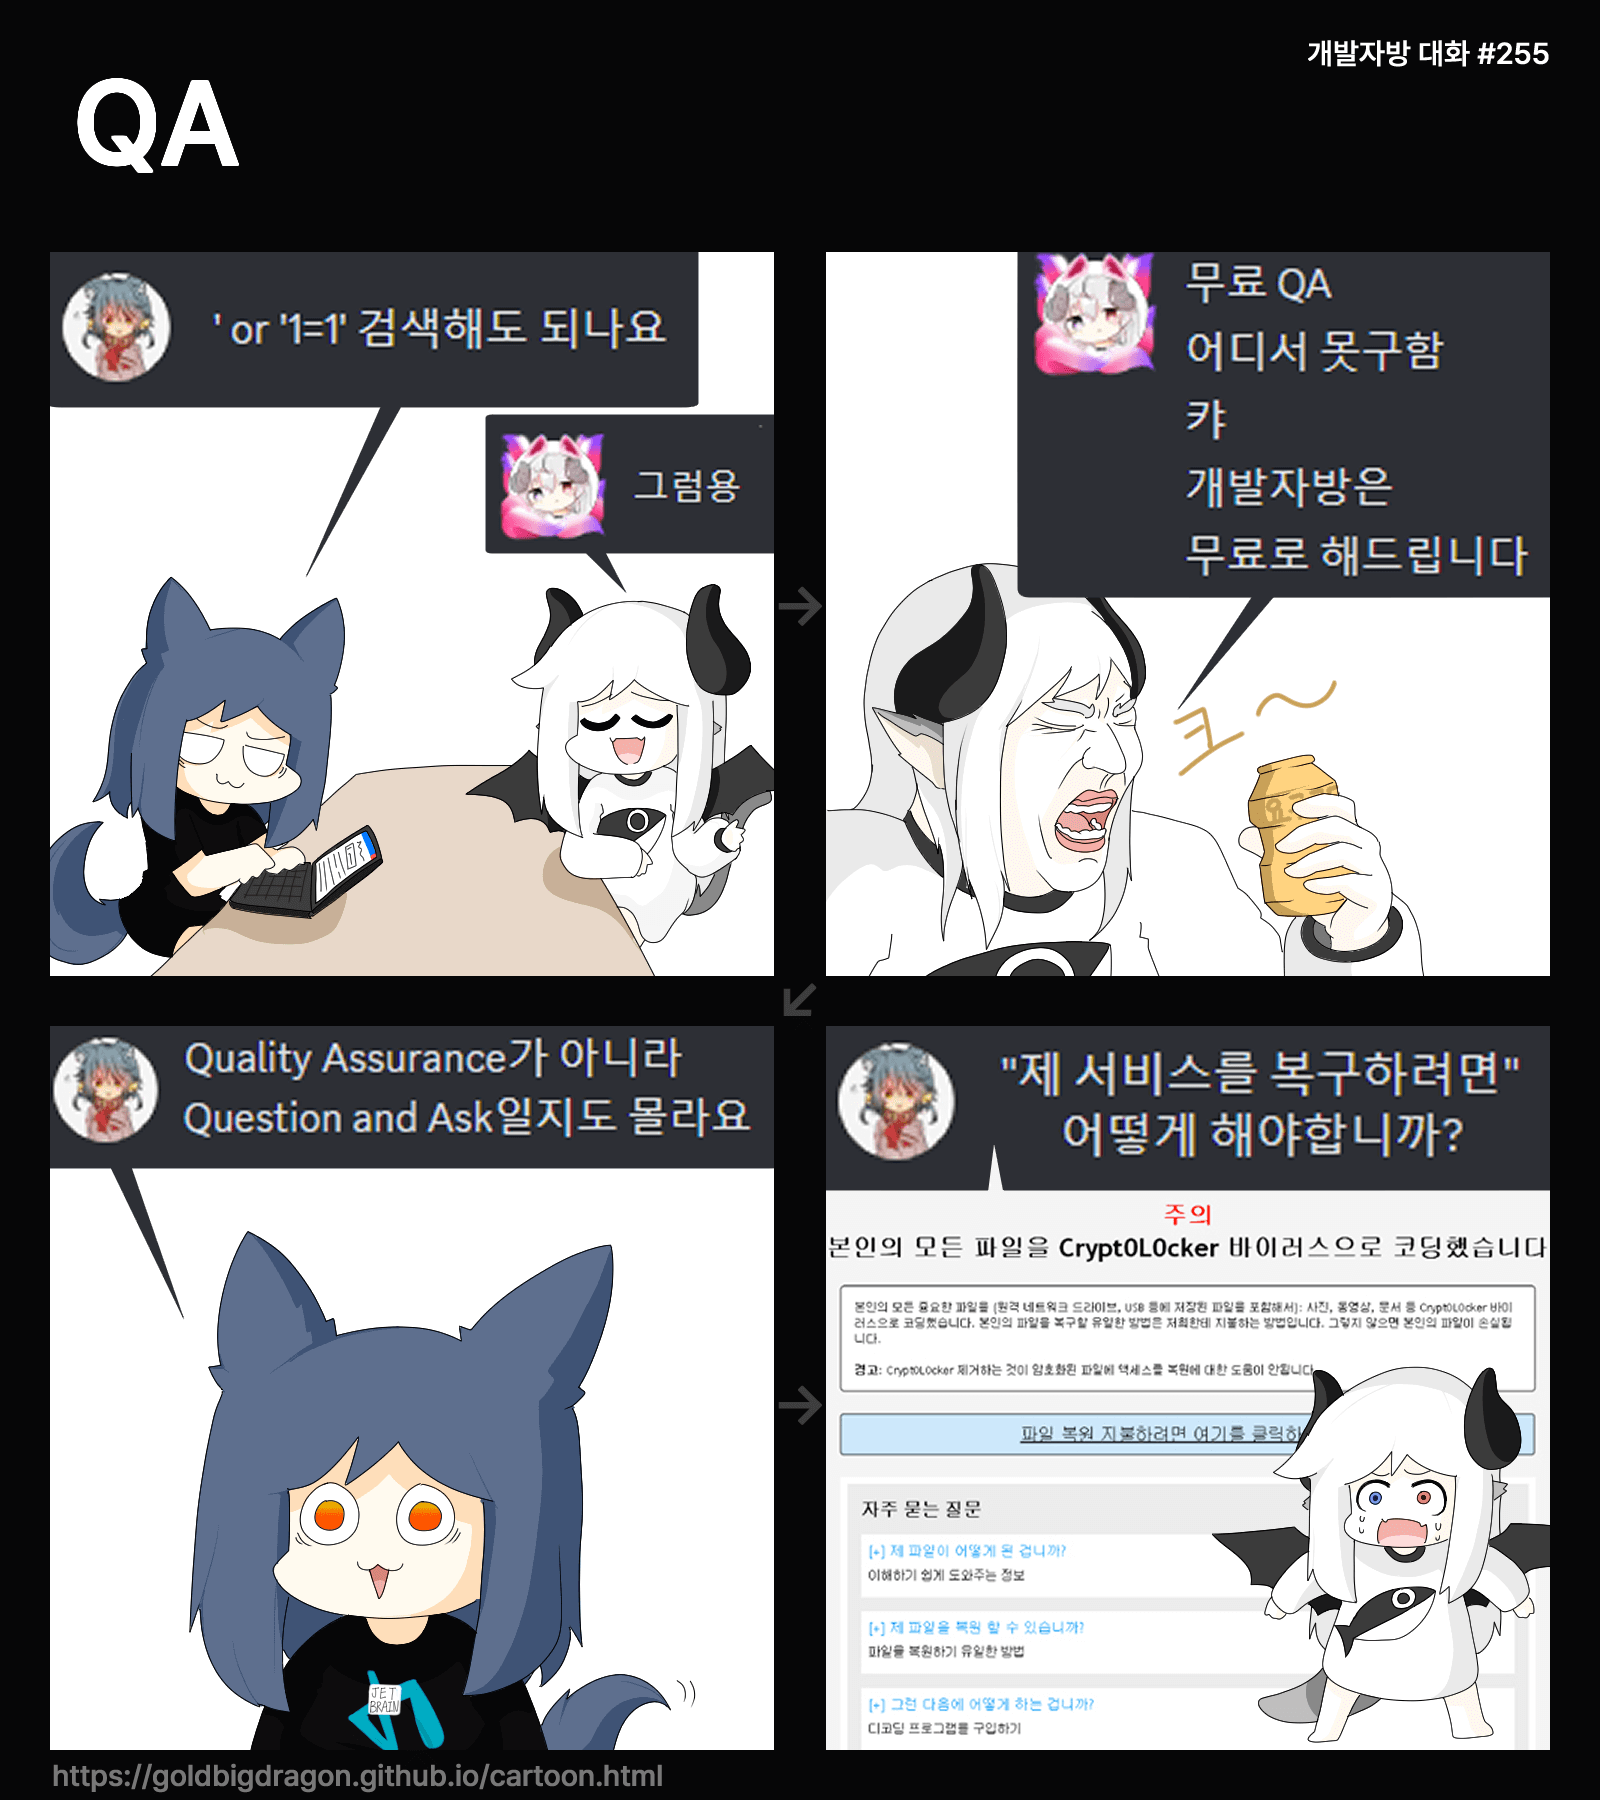 개발자방 대화 #255
QA
' or '1=1' 검색해도 되나요
그럼용
무료 QA
어디서 못구함
캬
개발자방은
무료로 해드립니다
크~
요구르트
Quality Assurance가 아니라
Question and Ask일지도 몰라요
JET
BRAIN
"제 서비스를 복구하려면"
어떻게 해야합니까?
주의
본인의 모든 파일을 Crypt0L0cker 바이러스으로 코딩했습니다
본인의 모든 중요한 파일을 (원격 네트워크 드라이브, USB 등에 저장된 파일을 포함해서): 사진, 동영상, 문서 등 Crypt0L0cker 바이
러스으로 코딩했습니다. 본인의 파일을 복구할 유일한 방법은 저희한테 지불하는 방법입니다. 그렇지 않으면 본인의 파일이 손실됩
니다.
경고: Crypt0L0cker 제거하는 것이 암호화된 파일에 액세스를 복원에 대한 도움이 안됩니다
파일 복원 지불하려면 여기를 클릭하
자주 묻는 질문
[+] 제 파일이 어떻게 된 겁니까?
이해하기 쉽게 도와주는 정보
[+] 제 파일을 복원 할 수 있습니까?
파일을 복원하기 유일한 방법
[+] 그런 다음에 어떻게 하는 겁니까?
디코딩 프로그램를 구입하기
https://goldbigdragon.github.io/cartoon.html